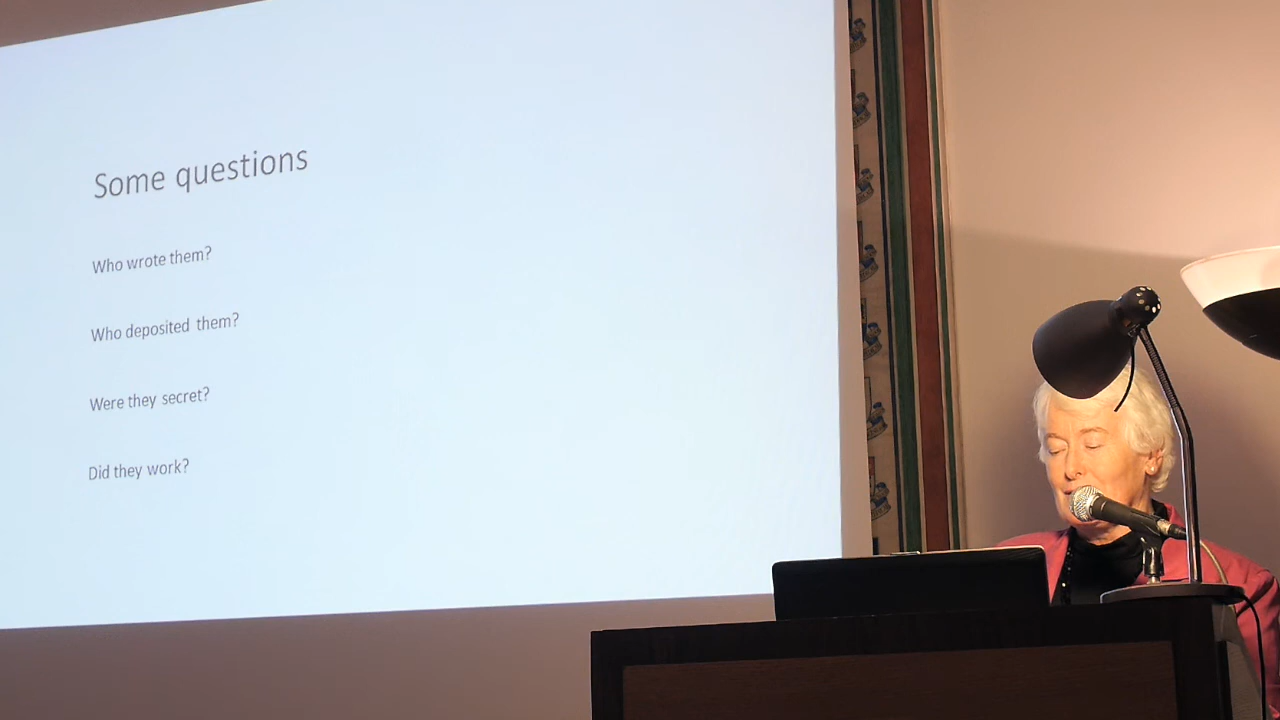 Some questions
Who wrote them?
Who deposited them?
Were they secret?
Did they work?